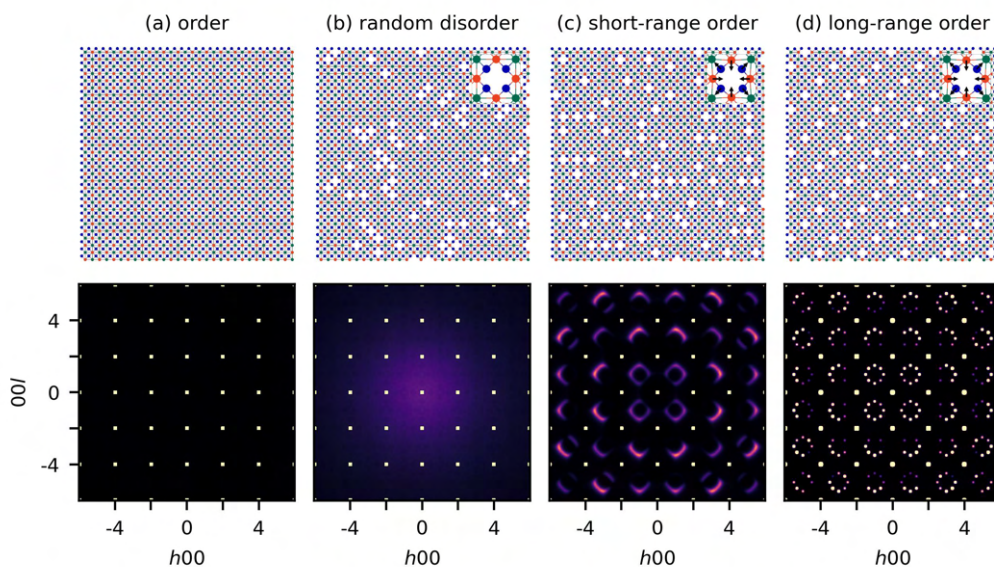 (a) order
(b) random disorder
(c) short-range order
(d) long-range order
4
0
-4
00l
-4 0 4
-4 0 4
-4 0 4
-4 0 4
h00
h00
h00
h00